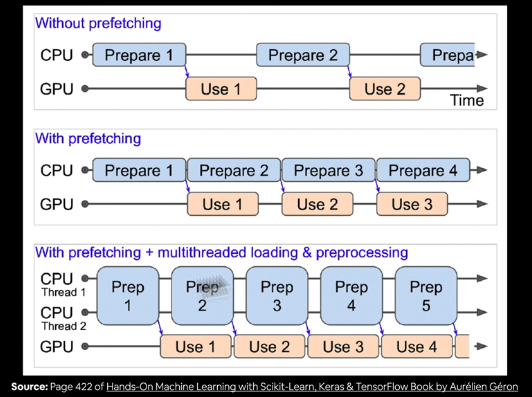 Without prefetching
CPU Prepare 1 Prepare 2 Prepa
GPU Use 1 Use 2
Time
With prefetching
CPU Prepare 1 Prepare 2 Prepare 3 Prepare 4
GPU Use 1 Use 2 Use 3
With prefetching + multithreaded loading & preprocessing
CPU
Thread 1
CPU
Thread 2
Prep 1
Prep 2
Prep 3
Prep 4
Prep 5
GPU Use 1 Use 2 Use 3 Use 4
Source: Page 422 of Hands-On Machine Learning with Scikit-Learn, Keras & TensorFlow Book by Aurélien Géron